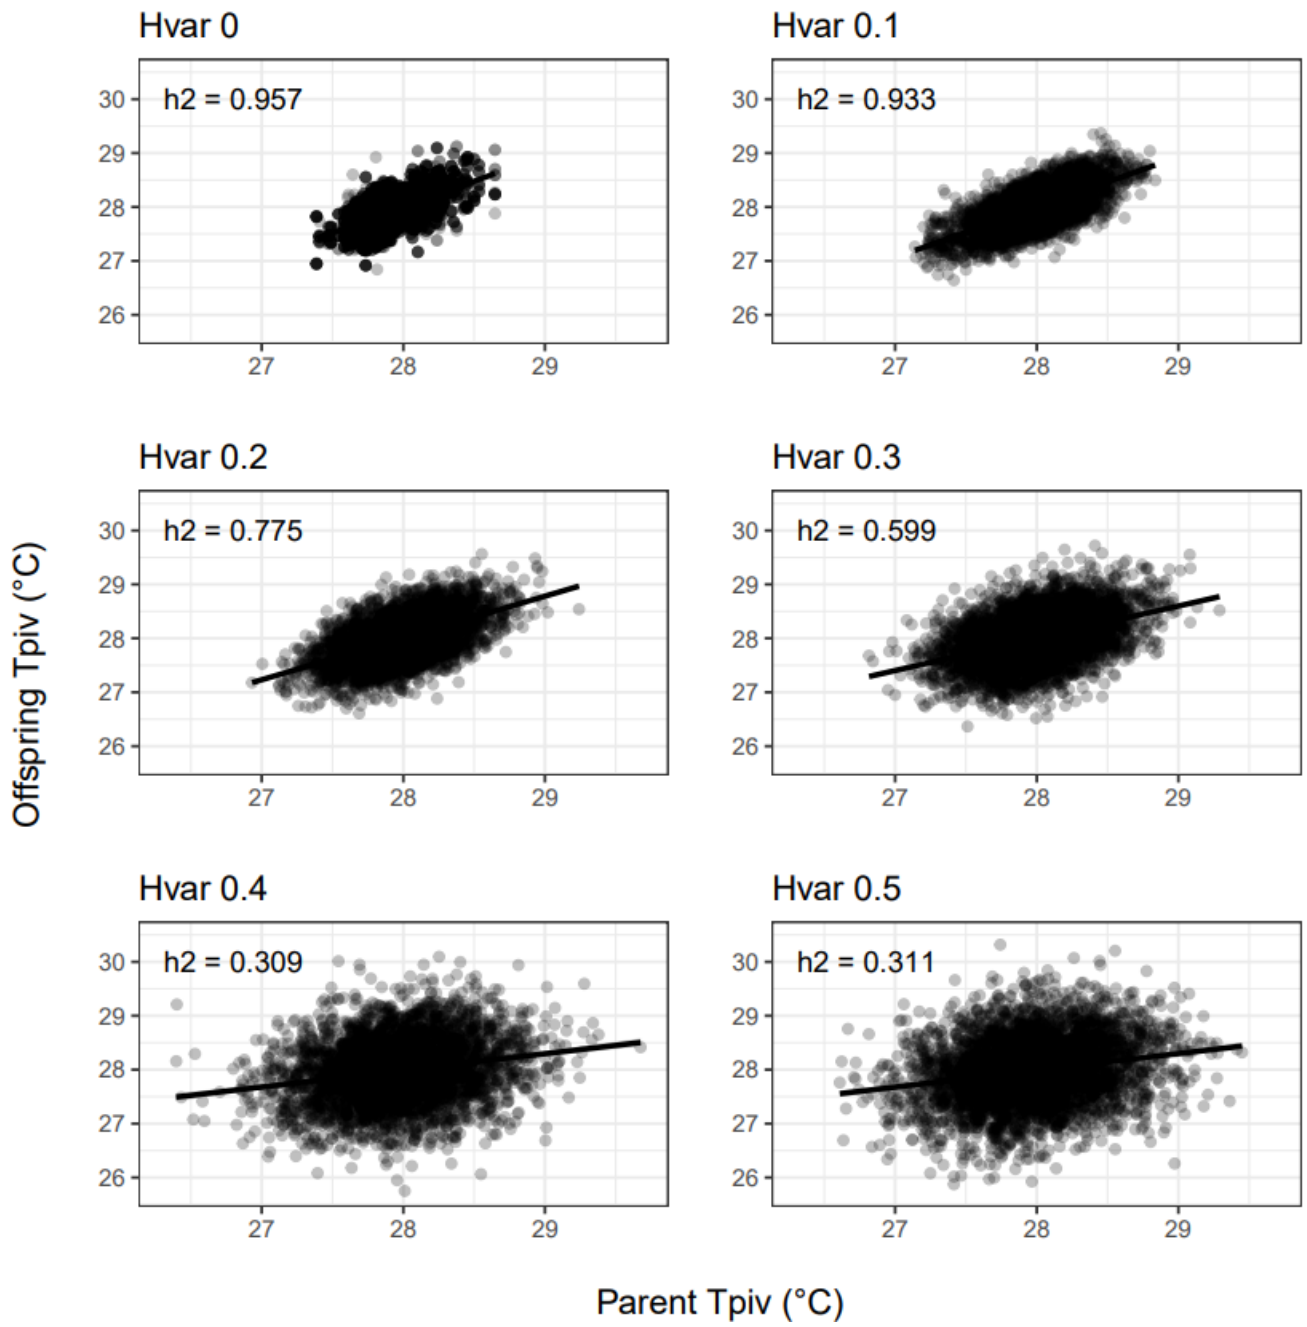 Hvar 0
Hvar 0.1
h2 = 0.957
h2 = 0.933
30
29
28
27
26
27 28 29
30
29
28
27
26
27 28 29
Hvar 0.2
Hvar 0.3
h2 = 0.775
h2 = 0.599
30
29
28
27
26
27 28 29
30
29
28
27
26
27 28 29
Hvar 0.4
Hvar 0.5
h2 = 0.309
h2 = 0.311
30
29
28
27
26
27 28 29
30
29
28
27
26
27 28 29
Offspring Tpiv (°C)
Parent Tpiv (°C)